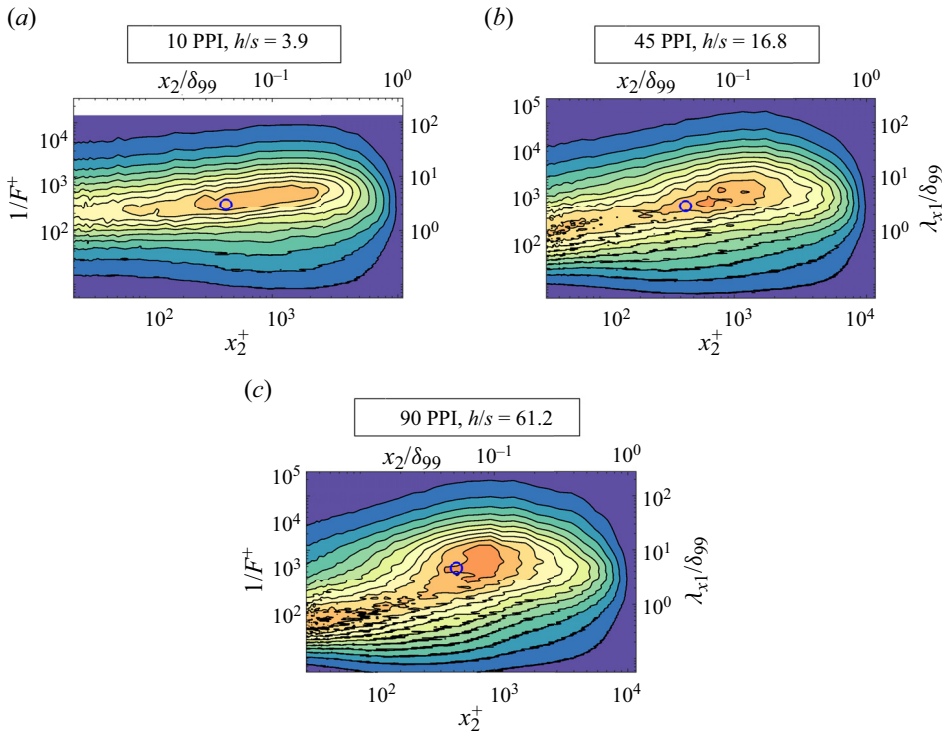 (a)
10 PPI, h/s = 3.9
x₂/δ₉₉ 10⁻¹ 10⁰
10⁴ 10²
10³ 10¹
10² 10⁰
1/F⁺
10² 10³
x₂⁺
(b)
45 PPI, h/s = 16.8
x₂/δ₉₉ 10⁻¹ 10⁰
10⁵
10⁴ 10²
10³ 10¹
10² 10⁰
λₓ₁/δ₉₉
10² 10³ 10⁴
x₂⁺
(c)
90 PPI, h/s = 61.2
x₂/δ₉₉ 10⁻¹ 10⁰
10⁵
10⁴ 10²
10³ 10¹
10² 10⁰
1/F⁺ λₓ₁/δ₉₉
10² 10³ 10⁴
x₂⁺